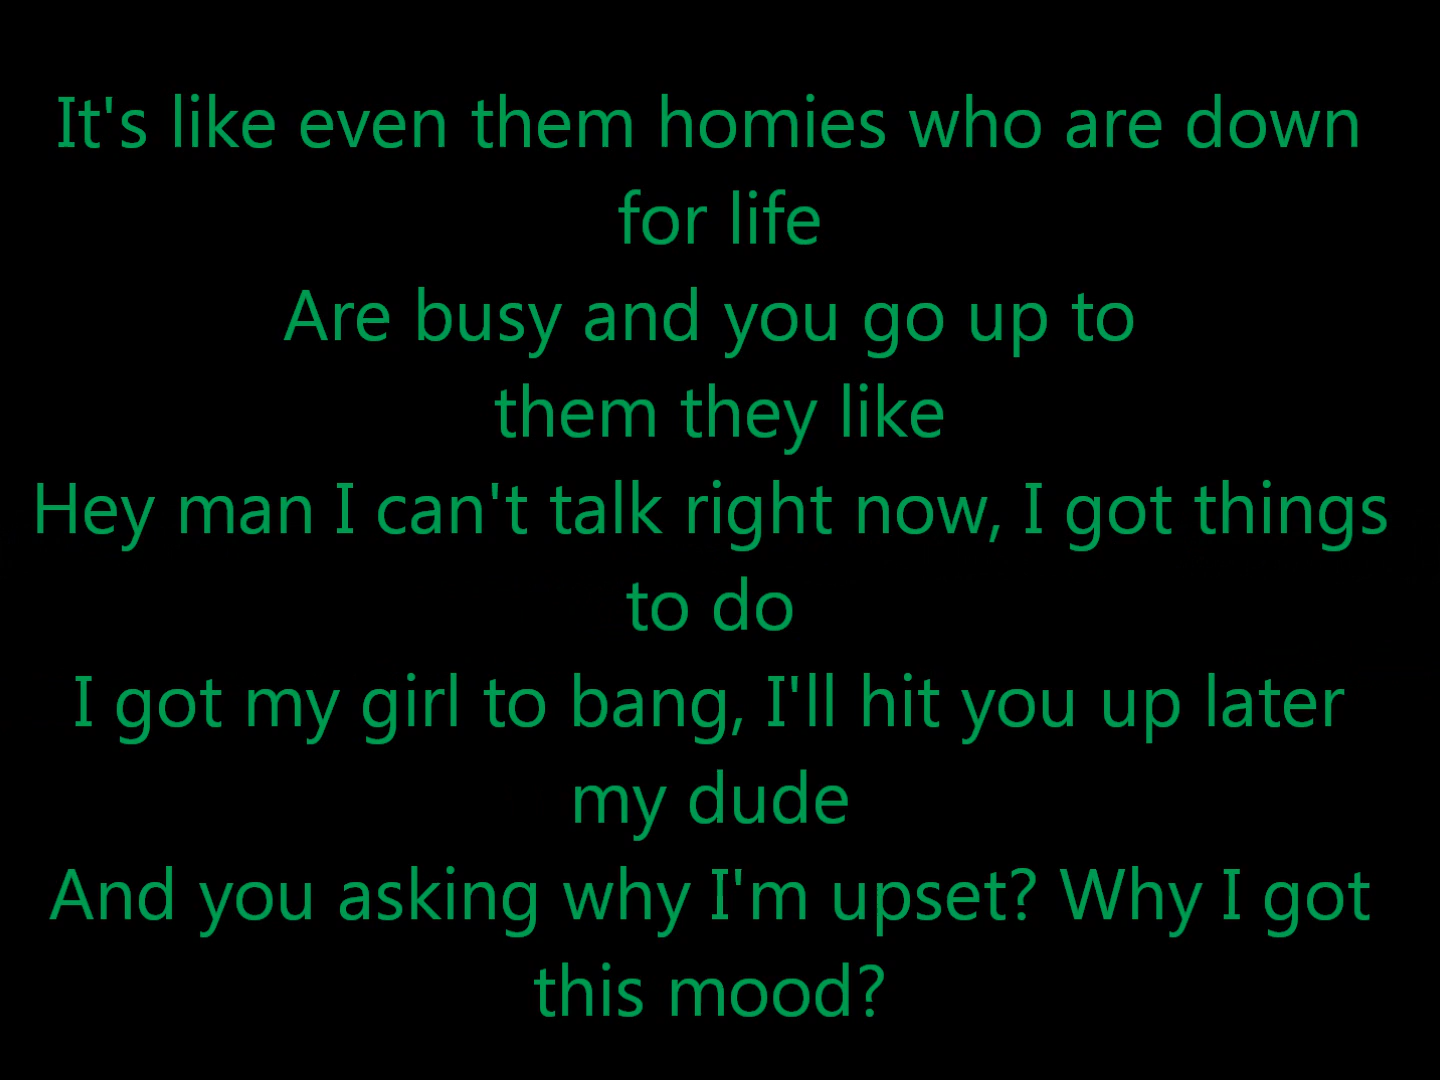 It's like even them homies who are down
for life
Are busy and you go up to
them they like
Hey man I can't talk right now, I got things
to do
I got my girl to bang, I'll hit you up later
my dude
And you asking why I'm upset? Why I got
this mood?